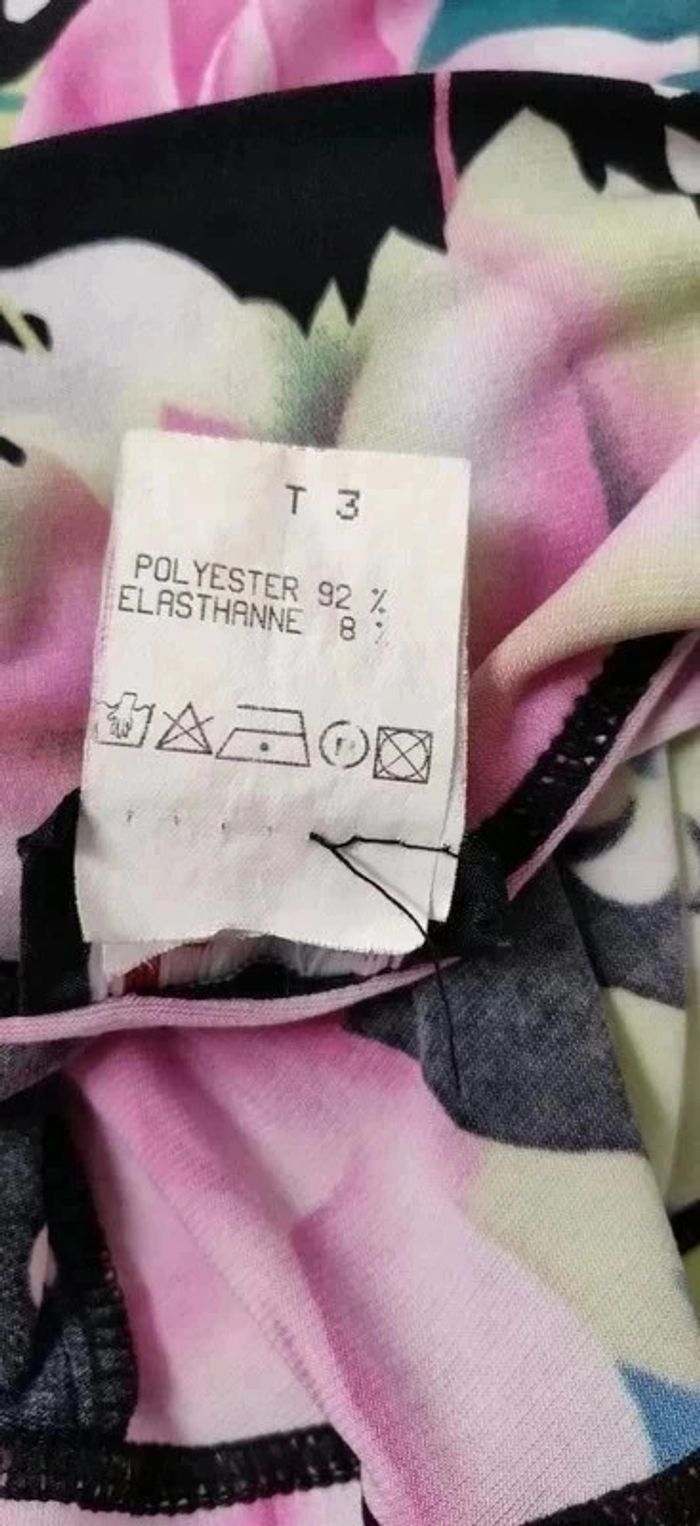 T 3
POLYESTER 92 %
ELASTHANNE 8 %